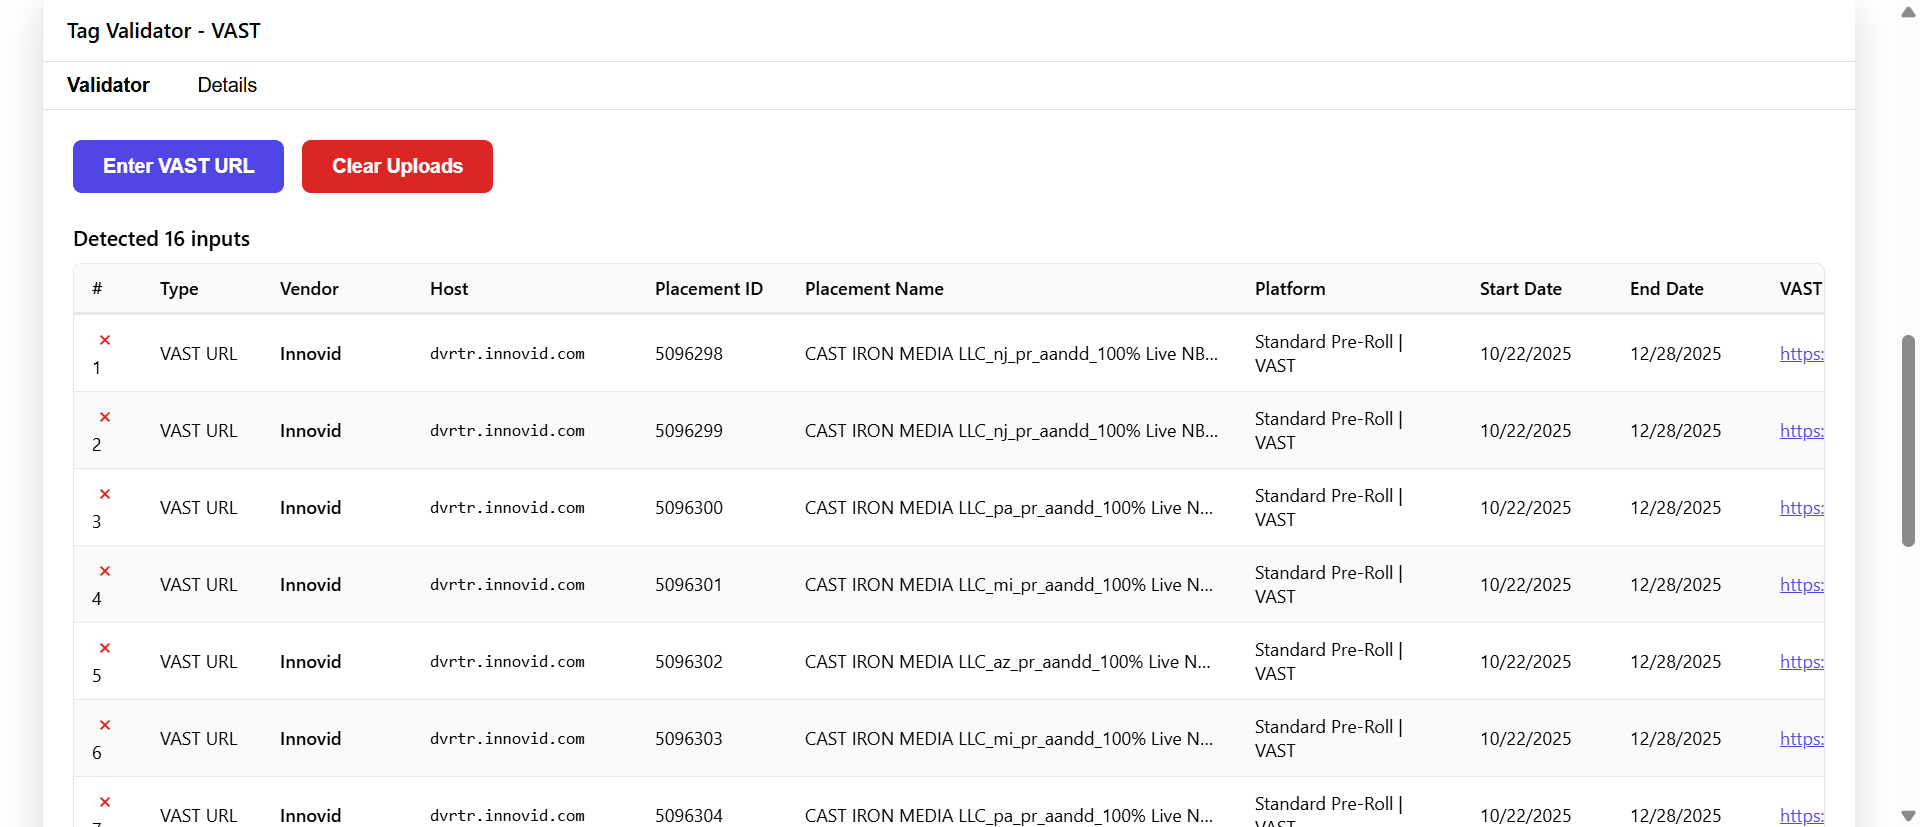 Tag Validator - VAST
Validator Details
Enter VAST URL Clear Uploads
Detected 16 inputs
# Type Vendor Host Placement ID Placement Name Platform Start Date End Date VAST
× 1 VAST URL Innovid dvrtr.innovid.com 5096298 CAST IRON MEDIA LLC_nj_pr_aandd_100% Live NB... Standard Pre-Roll | VAST 10/22/2025 12/28/2025 https:
× 2 VAST URL Innovid dvrtr.innovid.com 5096299 CAST IRON MEDIA LLC_nj_pr_aandd_100% Live NB... Standard Pre-Roll | VAST 10/22/2025 12/28/2025 https:
× 3 VAST URL Innovid dvrtr.innovid.com 5096300 CAST IRON MEDIA LLC_pa_pr_aandd_100% Live N... Standard Pre-Roll | VAST 10/22/2025 12/28/2025 https:
× 4 VAST URL Innovid dvrtr.innovid.com 5096301 CAST IRON MEDIA LLC_mi_pr_aandd_100% Live N... Standard Pre-Roll | VAST 10/22/2025 12/28/2025 https:
× 5 VAST URL Innovid dvrtr.innovid.com 5096302 CAST IRON MEDIA LLC_az_pr_aandd_100% Live N... Standard Pre-Roll | VAST 10/22/2025 12/28/2025 https:
× 6 VAST URL Innovid dvrtr.innovid.com 5096303 CAST IRON MEDIA LLC_mi_pr_aandd_100% Live N... Standard Pre-Roll | VAST 10/22/2025 12/28/2025 https:
× VAST URL Innovid dvrtr.innovid.com 5096304 CAST IRON MEDIA LLC_pa_pr_aandd_100% Live N... Standard Pre-Roll | 10/22/2025 12/28/2025 https: